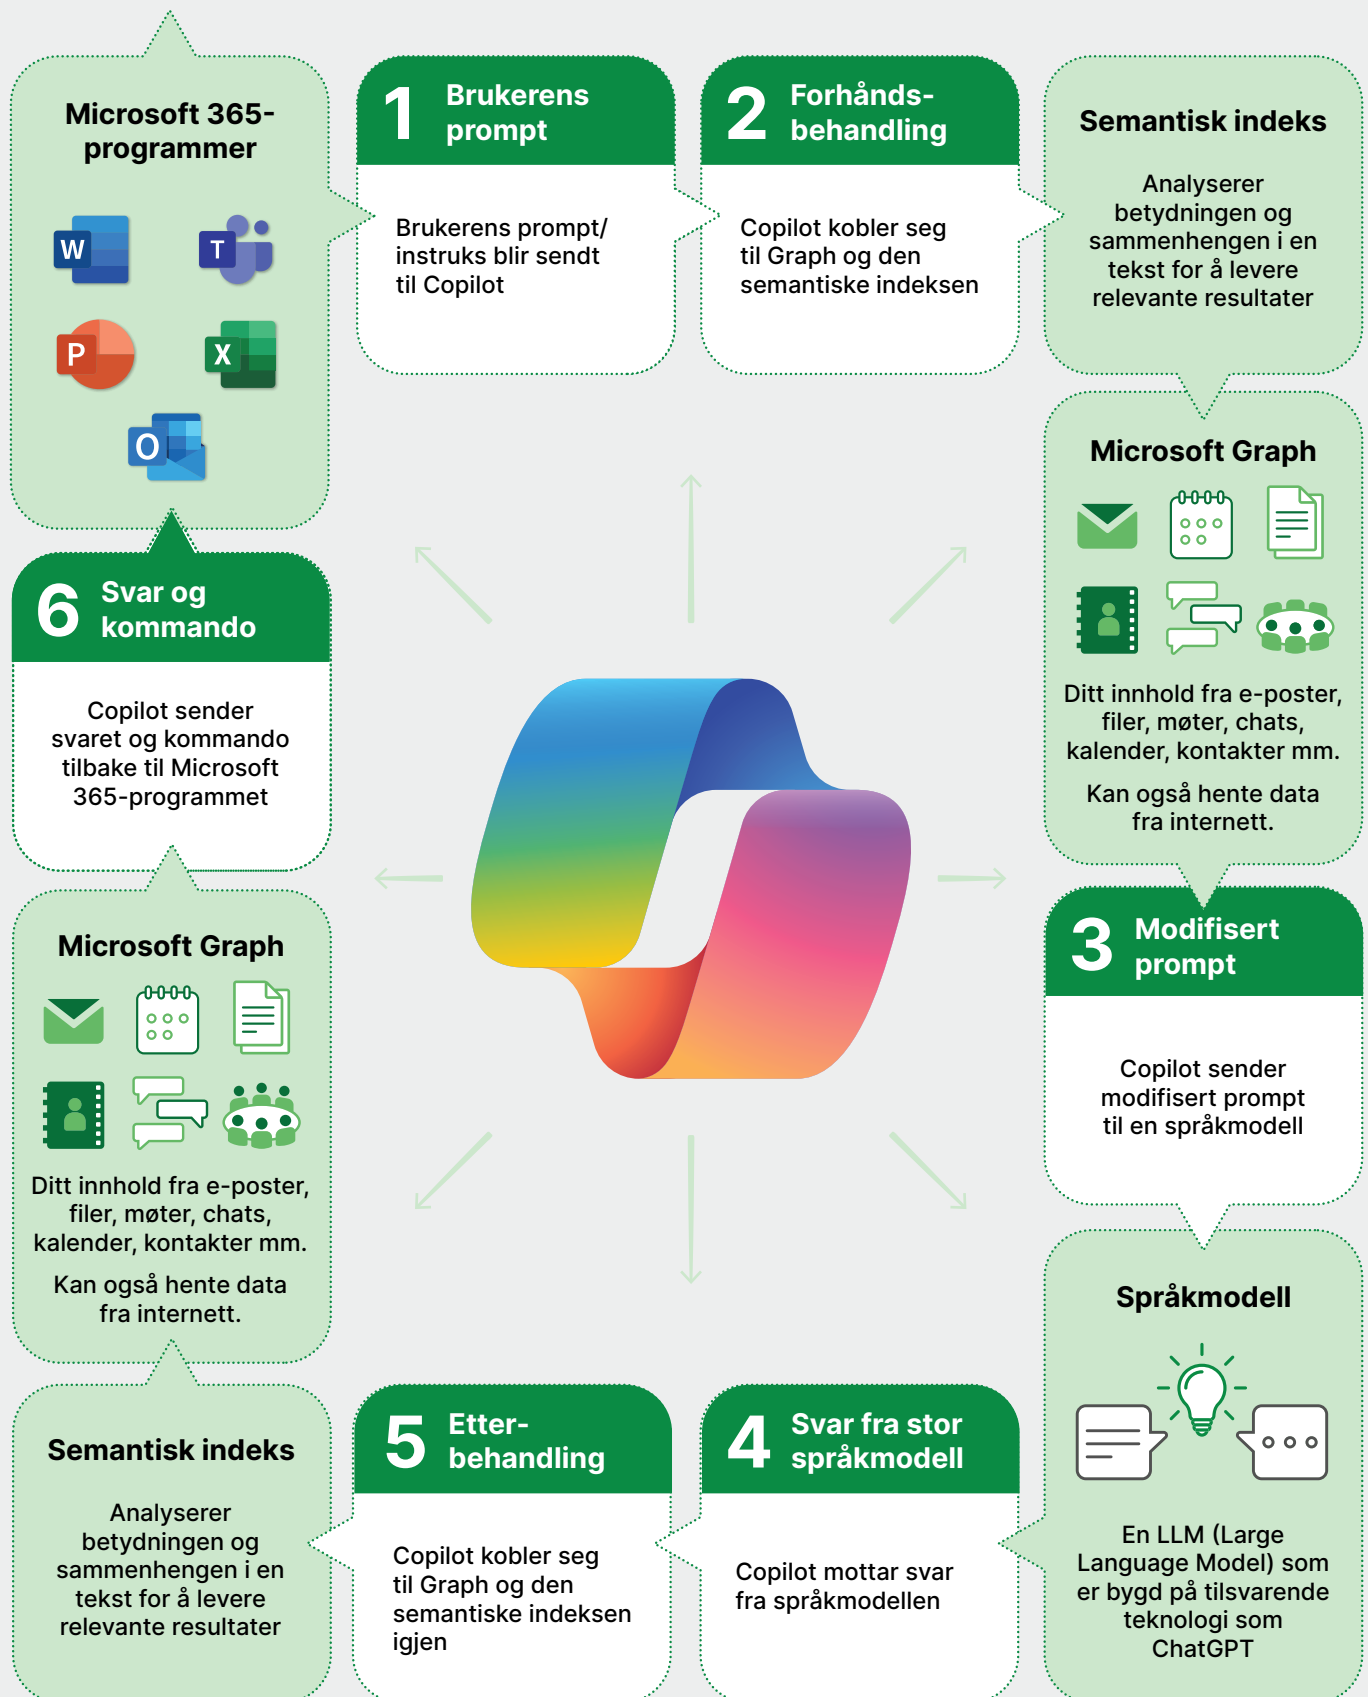 Microsoft 365-
programmer
W
T
P
X
O
1
Brukerens
prompt
Brukerens prompt/
instruks blir sendt
til Copilot
2
Forhånds-
behandling
Copilot kobler seg
til Graph og den
semantiske indeksen
Semantisk indeks
Analyserer
betydningen og
sammenhengen i en
tekst for å levere
relevante resultater
Microsoft Graph
Ditt innhold fra e-poster,
filer, møter, chats,
kalender, kontakter mm.
Kan også hente data
fra internett.
3
Modifisert
prompt
Copilot sender
modifisert prompt
til en språkmodell
Språkmodell
En LLM (Large
Language Model) som
er bygd på tilsvarende
teknologi som
ChatGPT
4
Svar fra stor
språkmodell
Copilot mottar svar
fra språkmodellen
5
Etter-
behandling
Copilot kobler seg
til Graph og den
semantiske indeksen
igjen
Semantisk indeks
Analyserer
betydningen og
sammenhengen i en
tekst for å levere
relevante resultater
Microsoft Graph
Ditt innhold fra e-poster,
filer, møter, chats,
kalender, kontakter mm.
Kan også hente data
fra internett.
6
Svar og
kommando
Copilot sender
svaret og kommando
tilbake til Microsoft
365-programmet